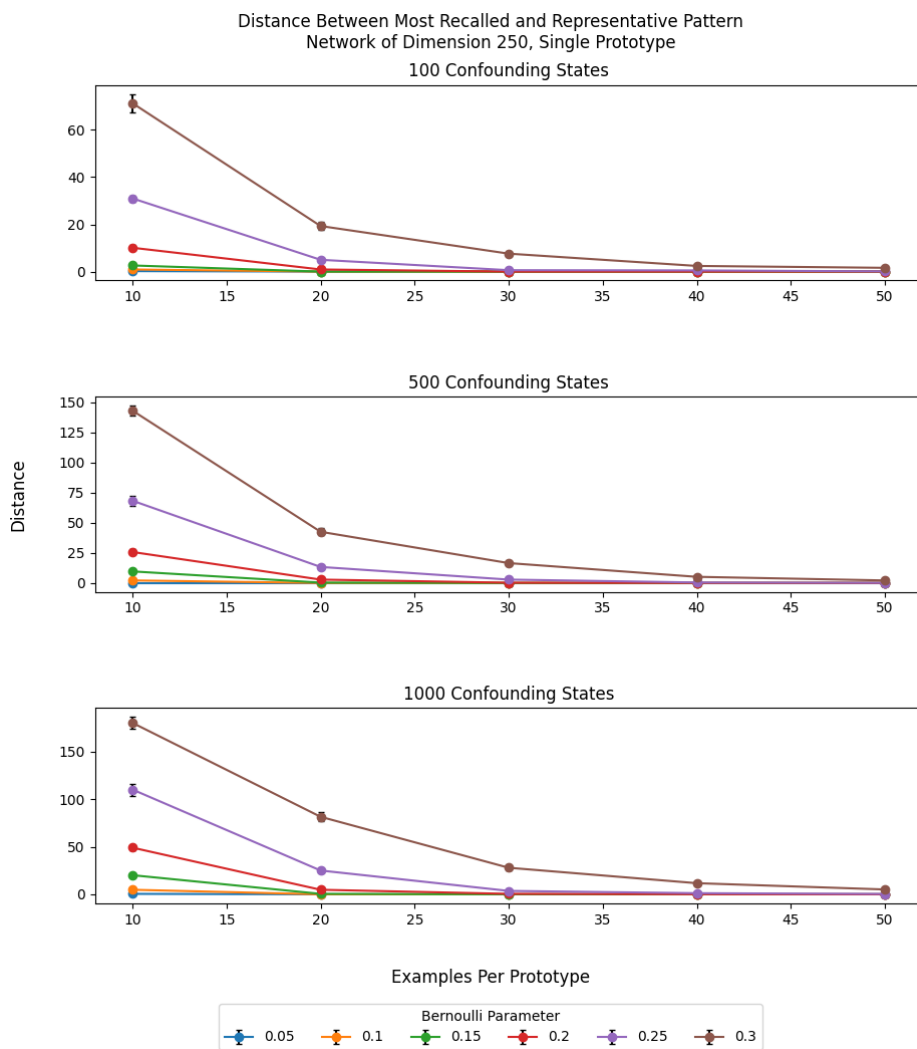 Distance Between Most Recalled and Representative Pattern
Network of Dimension 250, Single Prototype
100 Confounding States
60
40
20
0
10 15 20 25 30 35 40 45 50
500 Confounding States
150
125
100
75
50
25
0
10 15 20 25 30 35 40 45 50
Distance
1000 Confounding States
150
100
50
0
10 15 20 25 30 35 40 45 50
Examples Per Prototype
Bernoulli Parameter
0.05 0.1 0.15 0.2 0.25 0.3